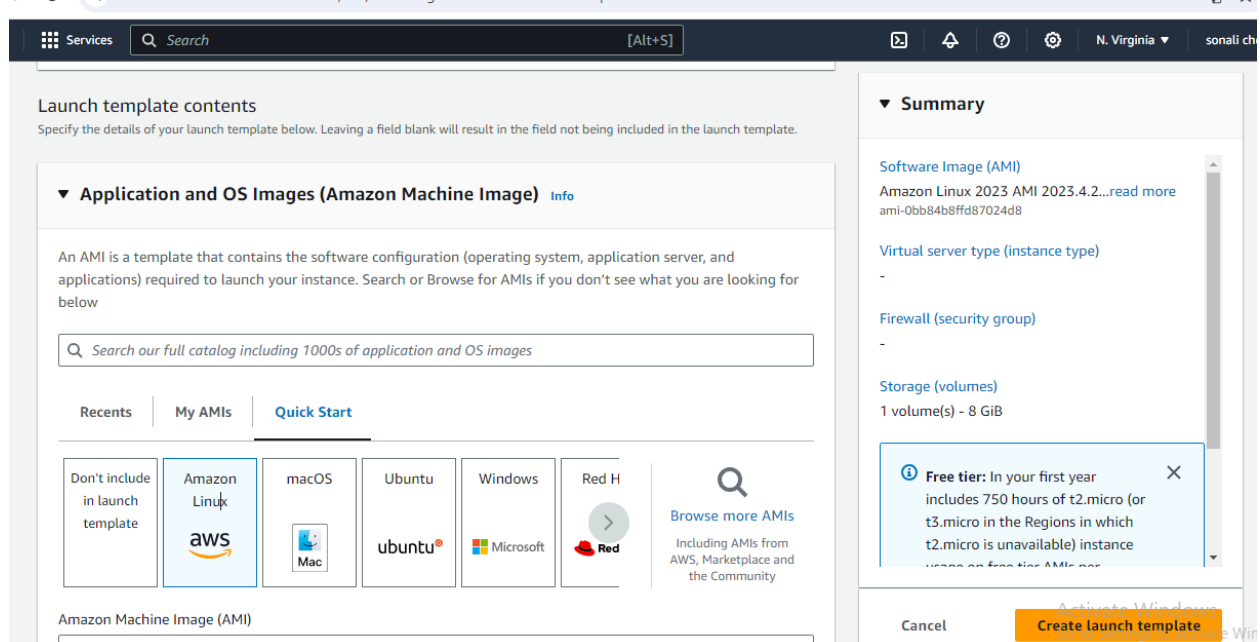 Services
Search
[Alt+S]
N. Virginia
sonali ch
Launch template contents
Specify the details of your launch template below. Leaving a field blank will result in the field not being included in the launch template.
Application and OS Images (Amazon Machine Image) Info
An AMI is a template that contains the software configuration (operating system, application server, and
applications) required to launch your instance. Search or Browse for AMIs if you don't see what you are looking for
below
Search our full catalog including 1000s of application and OS images
Recents
My AMIs
Quick Start
Don't include
in launch
template
Amazon
Linux
aws
macOS
Mac
Ubuntu
ubuntu®
Windows
Microsoft
Red H
Red
Browse more AMIs
Including AMIs from
AWS, Marketplace and
the Community
Amazon Machine Image (AMI)
Summary
Software Image (AMI)
Amazon Linux 2023 AMI 2023.4.2...read more
ami-0bb84b8ffd87024d8
Virtual server type (instance type)
-
Firewall (security group)
-
Storage (volumes)
1 volume(s) - 8 GiB
Free tier: In your first year
includes 750 hours of t2.micro (or
t3.micro in the Regions in which
t2.micro is unavailable) instance
usage on free tier AMIs per
Cancel
Create launch template
Activate Windows